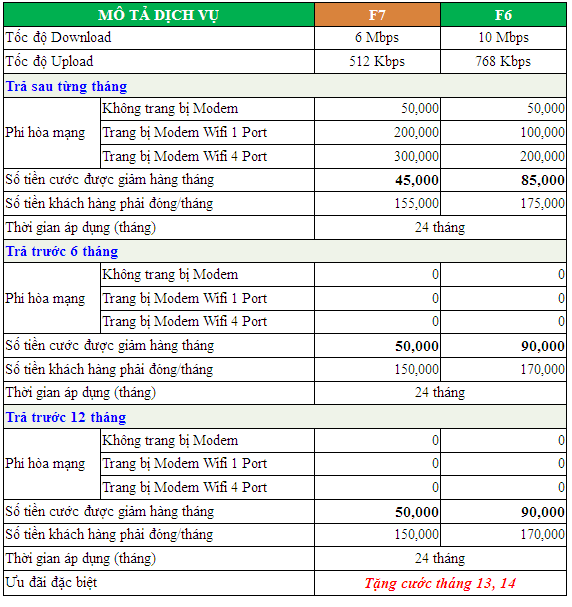 MÔ TẢ DỊCH VỤ F7 F6
Tốc độ Download 6 Mbps 10 Mbps
Tốc độ Upload 512 Kbps 768 Kbps
Trả sau từng tháng
Không trang bị Modem 50,000 50,000
Phí hòa mạng Trang bị Modem Wifi 1 Port 200,000 100,000
Trang bị Modem Wifi 4 Port 300,000 200,000
Số tiền cước được giảm hàng tháng 45,000 85,000
Số tiền khách hàng phải đóng/tháng 155,000 175,000
Thời gian áp dụng (tháng) 24 tháng
Trả trước 6 tháng
Không trang bị Modem 0 0
Phí hòa mạng Trang bị Modem Wifi 1 Port 0 0
Trang bị Modem Wifi 4 Port 0 0
Số tiền cước được giảm hàng tháng 50,000 90,000
Số tiền khách hàng phải đóng/tháng 150,000 170,000
Thời gian áp dụng (tháng) 24 tháng
Trả trước 12 tháng
Không trang bị Modem 0 0
Phí hòa mạng Trang bị Modem Wifi 1 Port 0 0
Trang bị Modem Wifi 4 Port 0 0
Số tiền cước được giảm hàng tháng 50,000 90,000
Số tiền khách hàng phải đóng/tháng 150,000 170,000
Thời gian áp dụng (tháng) 24 tháng
Ưu đãi đặc biệt Tặng cước tháng 13, 14